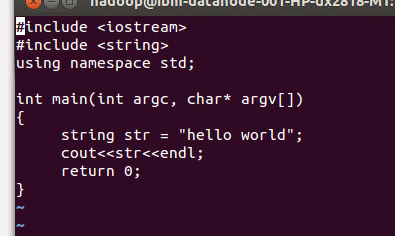 hadoop@ibm-datanode-001-HP-dx2818-MT:
#include <iostream>
#include <string>
using namespace std;
int main(int argc, char* argv[])
{
string str = "hello world";
cout<<str<<endl;
return 0;
}
~
~